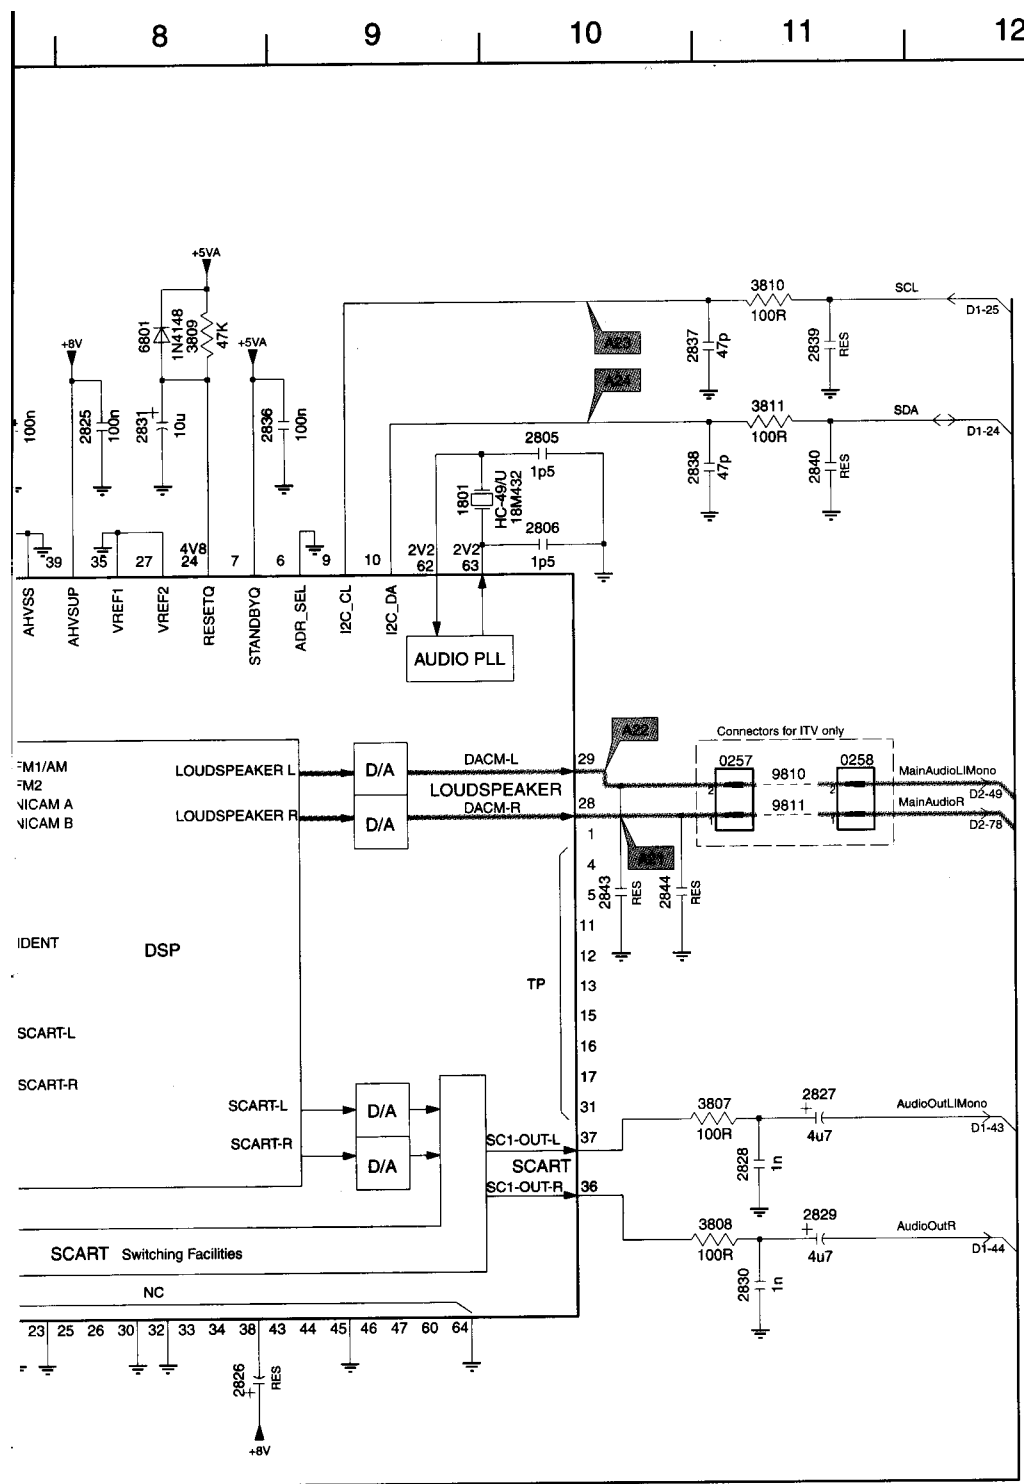 8
9
10
11
12
+5VA
6801
1N4148
3809
47K
+8V
+5VA
3810
100R
SCL
D1-25
A23
2837
47p
2839
RES
A24
100n
2825
100n
2831
+
10u
2836
100n
3811
100R
SDA
D1-24
2805
1p5
1801
HC-49/U
18M432
2838
47p
2840
RES
2806
1p5
39
35
27
4V8
24
7
6
9
10
2V2
62
2V2
63
AHVSS
AHVSUP
VREF1
VREF2
RESETQ
STANDBYQ
ADR_SEL
I2C_CL
I2C_DA
AUDIO PLL
A22
Connectors for ITV only
FM1/AM
FM2
NICAM A
NICAM B
LOUDSPEAKER L
D/A
DACM-L
29
0257
9810
0258
MainAudioL|Mono
D2-49
2
2
LOUDSPEAKER
LOUDSPEAKER R
D/A
DACM-R
28
9811
MainAudioR
D2-78
1
1
1
A21
4
2843
RES
2844
RES
5
11
IDENT
DSP
12
TP
13
15
SCART-L
16
SCART-R
17
SCART-L
D/A
31
3807
100R
+
2827
4u7
AudioOutL|Mono
D1-43
SCART-R
D/A
SC1-OUT-L
37
SCART
2828
1n
SC1-OUT-R
36
3808
100R
+
2829
4u7
AudioOutR
D1-44
SCART Switching Facilities
2830
1n
NC
23 25 26 30 32 33 34 38 43 44 45 46 47 60 64
2826
+
RES
+8V